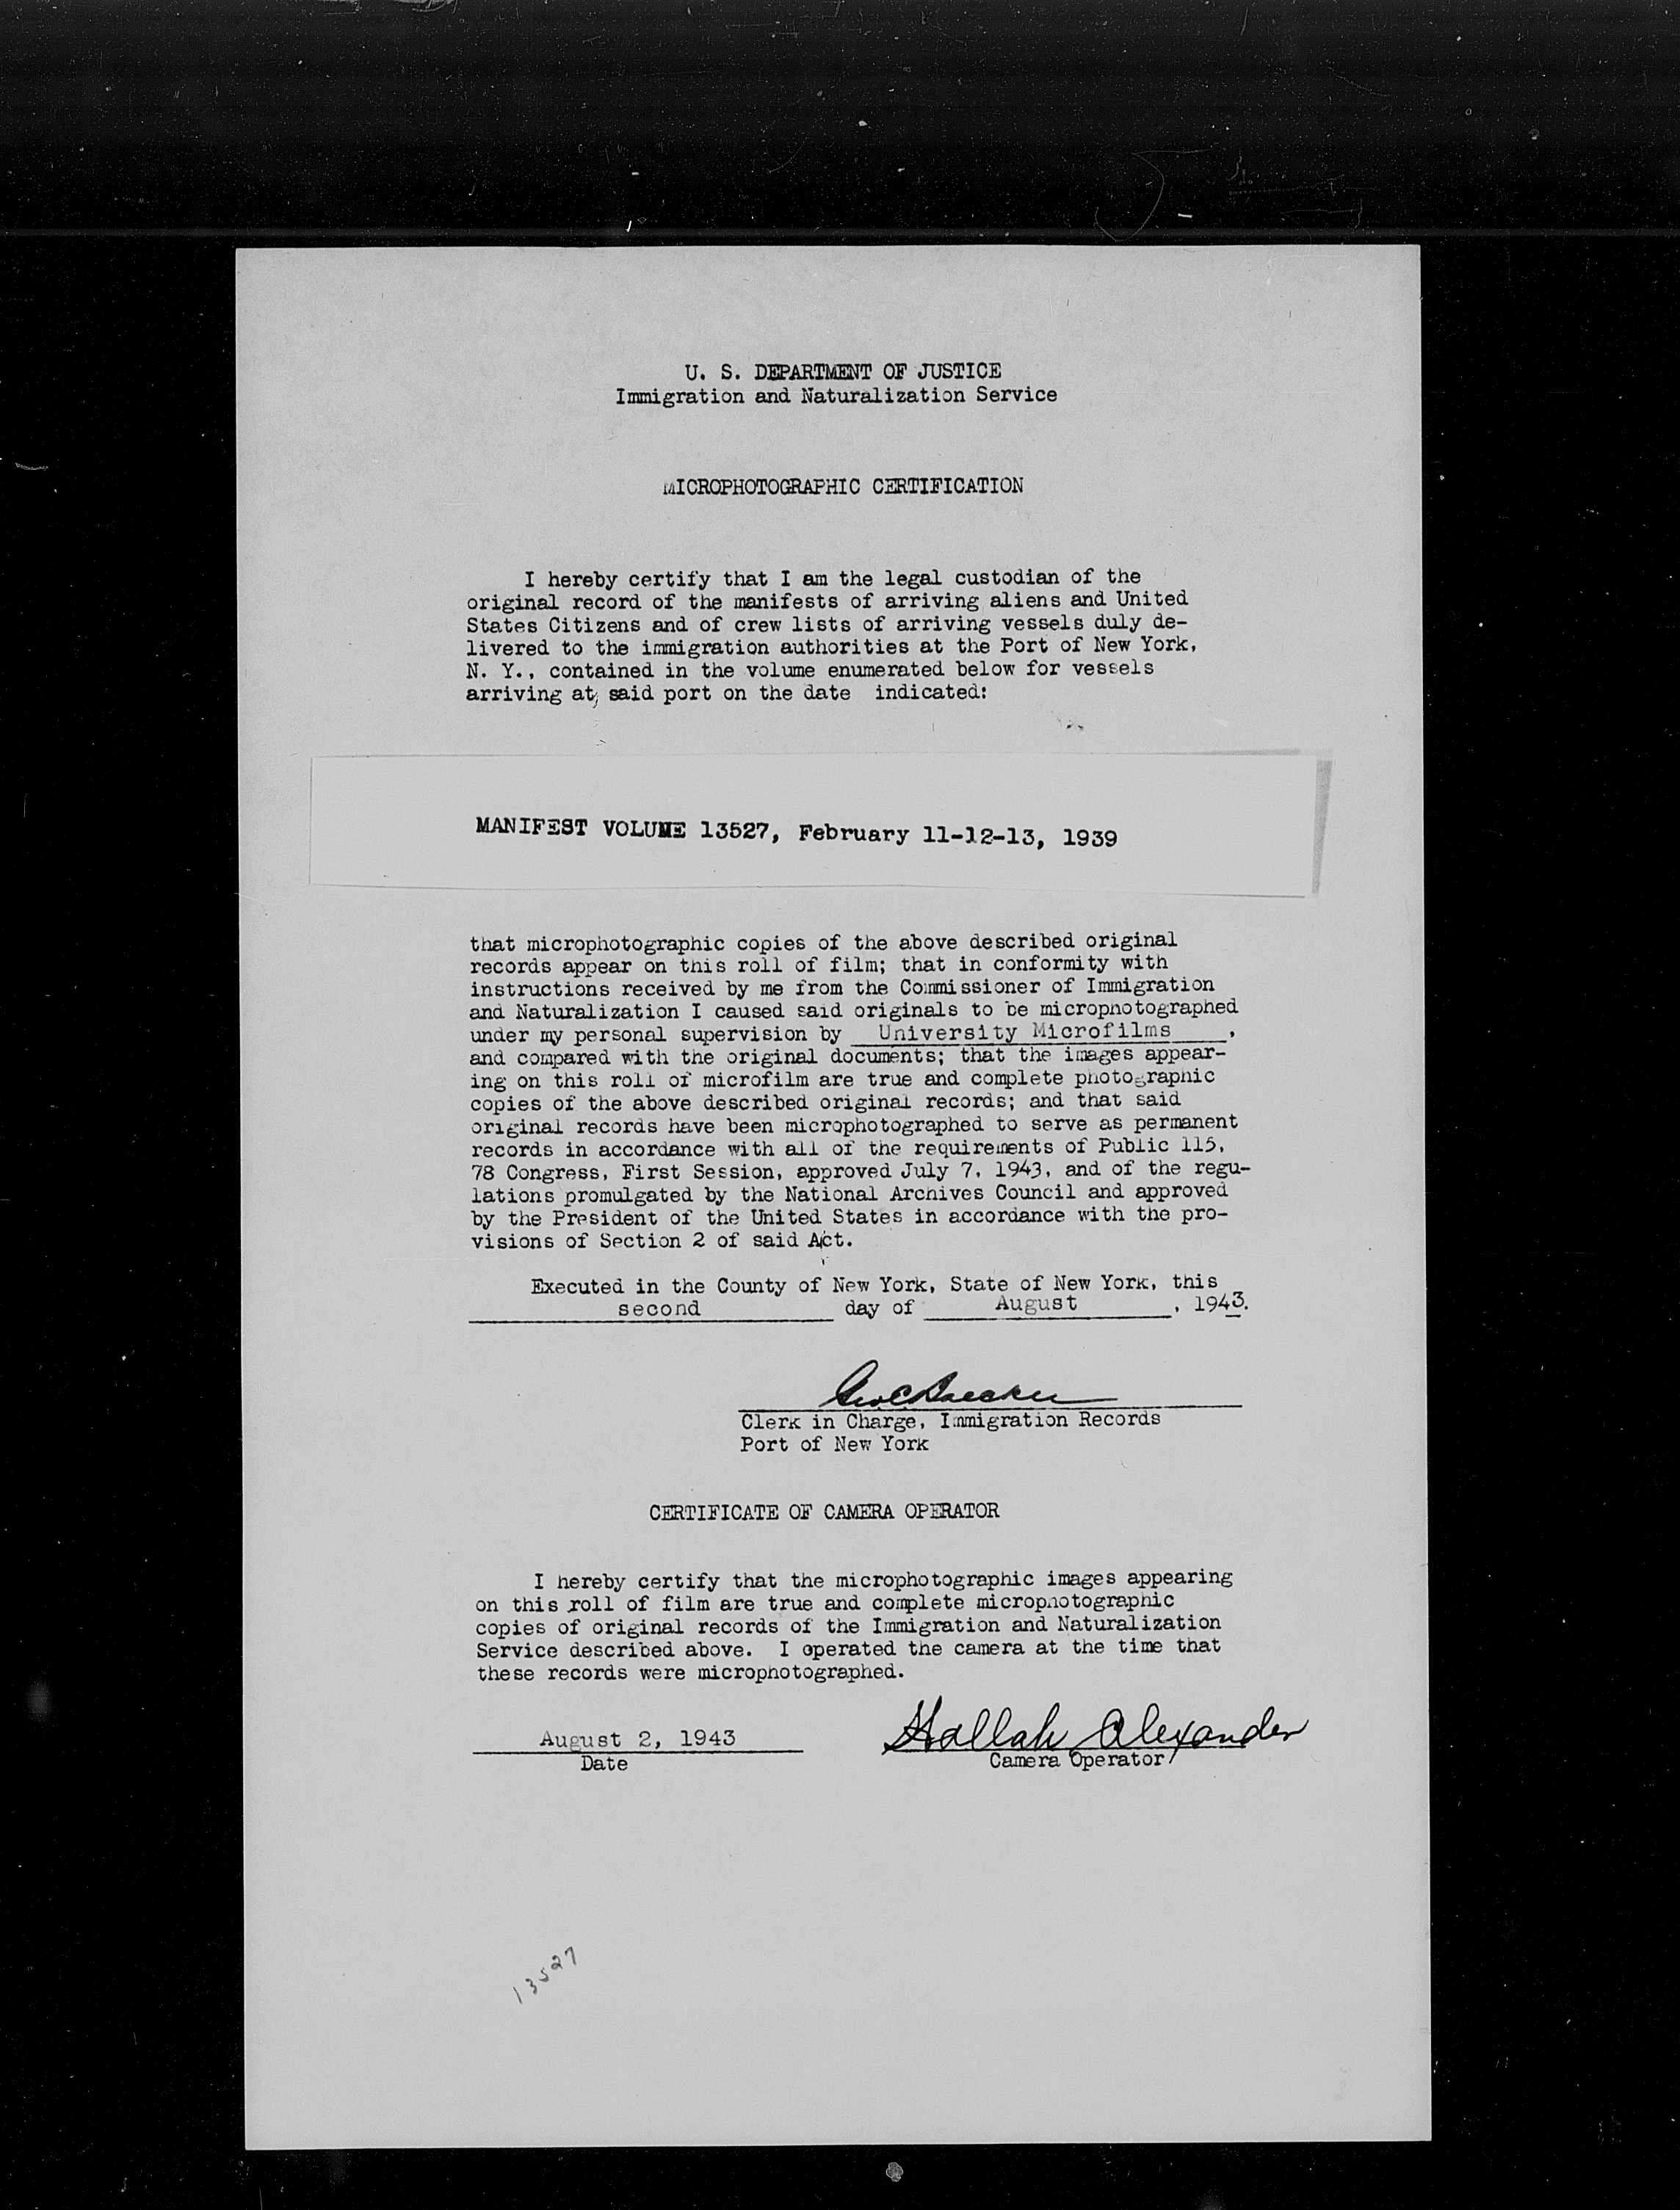 U. S. DEPARTMENT OF JUSTICE
Immigration and Naturalization Service
MICROPHOTOGRAPHIC CERTIFICATION
I hereby certify that I am the legal custodian of the
original record of the manifests of arriving aliens and United
States Citizens and of crew lists of arriving vessels duly de-
livered to the immigration authorities at the Port of New York,
N. Y., contained in the volume enumerated below for vessels
arriving at, said port on the date indicated:
MANIFEST VOLUME 13527, February 11-12-13, 1939
that microphotographic copies of the above described original
records appear on this roll of film; that in conformity with
instructions received by me from the Commissioner of Immigration
and Naturalization I caused said originals to be microphotographed
under my personal supervision by University Microfilms ,
and compared with the original documents; that the images appear-
ing on this roll of microfilm are true and complete photographic
copies of the above described original records; and that said
original records have been microphotographed to serve as permanent
records in accordance with all of the requirements of Public 115,
78 Congress, First Session, approved July 7, 1943, and of the regu-
lations promulgated by the National Archives Council and approved
by the President of the United States in accordance with the pro-
visions of Section 2 of said Act.
Executed in the County of New York, State of New York, this
second day of August , 1943.
Clerk in Charge, Immigration Records
Port of New York
CERTIFICATE OF CAMERA OPERATOR
I hereby certify that the microphotographic images appearing
on this roll of film are true and complete microphotographic
copies of original records of the Immigration and Naturalization
Service described above. I operated the camera at the time that
these records were microphotographed.
August 2, 1943 Hallah Alexander
Date Camera Operator
13527